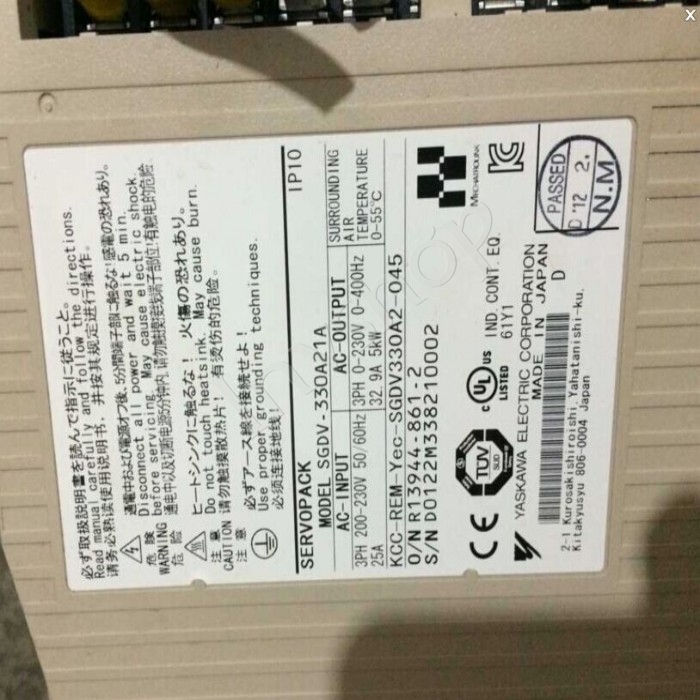 必ず取扱説明書を読んで指示に従うこと。
Read manual carefully and follow the directions.
请务必熟读使用说明书，并按其规定进行操作。
危険
WARNING
危险
通電中および電源オフ後,5分間端子部に触るな!感電の恐れあり。
Disconnect all power and wait 5 min.
before servicing. May cause electric shock.
通电中以及切断电源5分钟内,请勿触摸接线端子部位!有触电的危险
注意
CAUTION
注意
ヒートシンクに触るな! 火傷の恐れあり。
Do not touch heatsink. May cause burn.
请勿触摸散热片! 有烫伤的危险。
必ずアース線を接続せよ!
Use proper grounding techniques.
必须连接地线!
SERVOPACK IP10
MODEL SGDV-330A21A
AC-INPUT AC-OUTPUT SURROUNDING AIR TEMPERATURE
3PH 200-230V 50/60Hz 3PH 0-230V 0-400Hz
25A 32.9A 5kW 0-55℃
KCC-REM-Yec-SGDV330A2-045
O/N R13944-861-2
S/N D0122M338210002
MECHATROLINK
CE TÜV SÜD c UL US LISTED IND. CONT. EQ. 61Y1
YASKAWA ELECTRIC CORPORATION
MADE IN JAPAN
D
2-1 Kurosakishiroishi, Yahatanishi-ku,
Kitakyusyu 806-0004 Japan
PASSED
D '12 2.
N.M
x